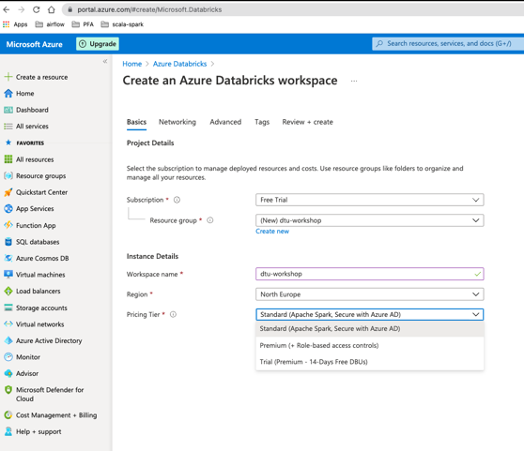 portal.azure.com/#create/Microsoft.Databricks
Apps airflow PFA scala-spark
Microsoft Azure Upgrade Search resources, services, and docs (G+/)
Create a resource
Home
Dashboard
All services
FAVORITES
All resources
Resource groups
Quickstart Center
App Services
Function App
SQL databases
Azure Cosmos DB
Virtual machines
Load balancers
Storage accounts
Virtual networks
Azure Active Directory
Monitor
Advisor
Microsoft Defender for
Cloud
Cost Management + Billing
Help + support
Home > Azure Databricks >
Create an Azure Databricks workspace ...
Basics Networking Advanced Tags Review + create
Project Details
Select the subscription to manage deployed resources and costs. Use resource groups like folders to organize and
manage all your resources.
Subscription * Free Trial
Resource group * (New) dtu-workshop
Create new
Instance Details
Workspace name * dtu-workshop
Region * North Europe
Pricing Tier * Standard (Apache Spark, Secure with Azure AD)
Standard (Apache Spark, Secure with Azure AD)
Premium (+ Role-based access controls)
Trial (Premium - 14-Days Free DBUs)